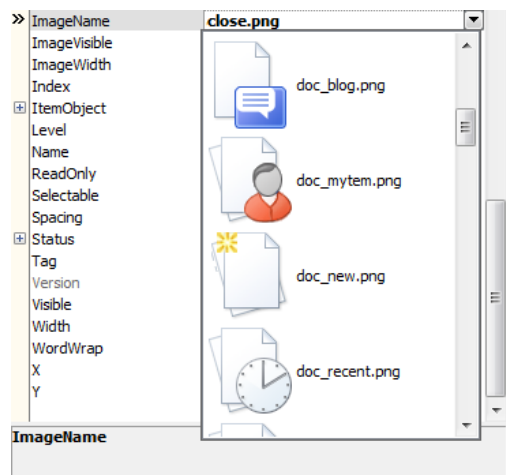 » ImageName close.png
ImageVisible
ImageWidth
doc_blog.png
Index
ItemObject
Level
Name
ReadOnly
doc_mytem.png
Selectable
Spacing
Status
Tag
Version
doc_new.png
Visible
Width
WordWrap
X
doc_recent.png
Y
ImageName